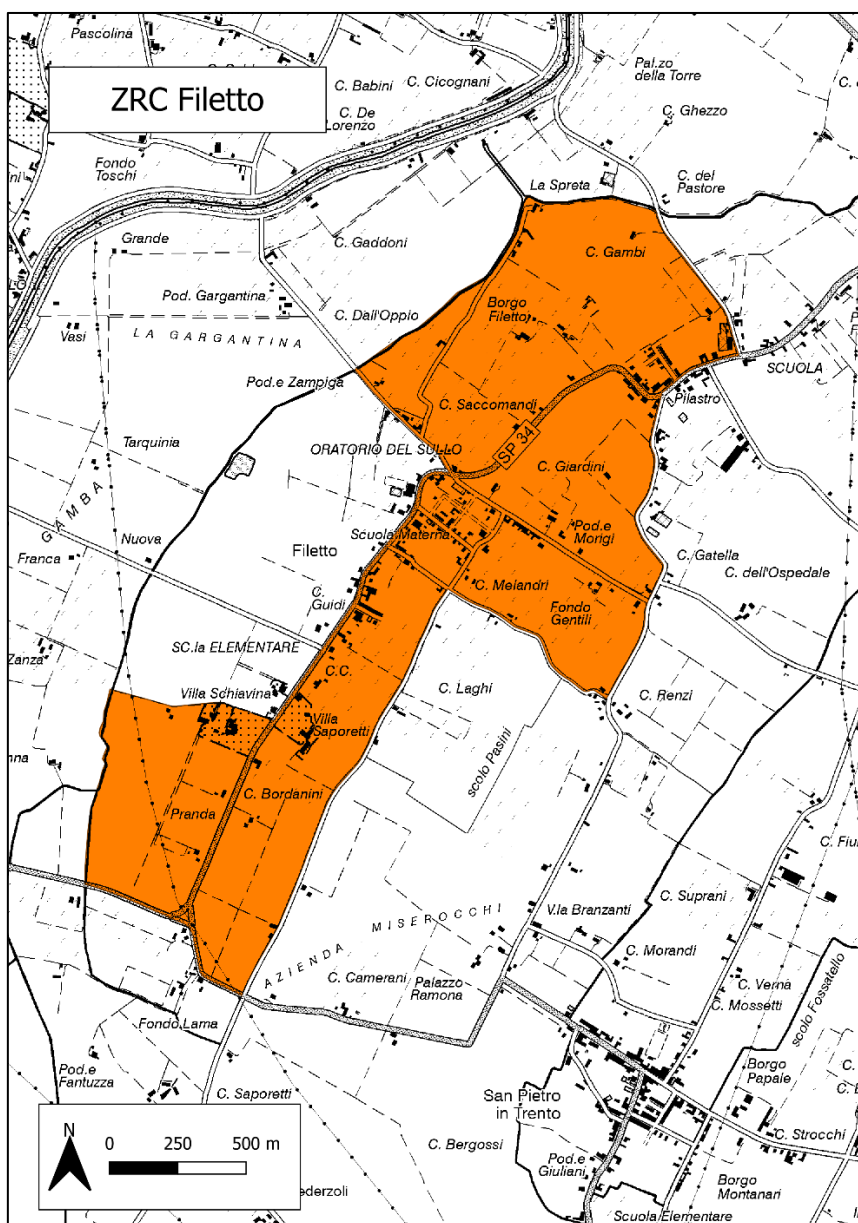 Pascolina
ZRC Filetto
C. Babini
C. Cicognani
C. De
Lorenzo
Pal.zo
della Torre
C. Ghezzo
Fondo
Toschi
La Spreta
C. del
Pastore
Grande
C. Gaddoni
C. Gambi
Pod. Gargantina
Borgo
Filetto
C. Dall'Oppio
Vasi
LA GARGANTINA
SCUOLA
Pod.e Zampiga
Pilastro
C. Saccomandi
Tarquinia
ORATORIO DEL SULLO
SP 34
C. Giardini
GAMBA
Pod.e
Morigi
Nuova
Scuola Materna
Filetto
Franca
C. Gatella
C. dell'Ospedale
C.
Guidi
C. Melandri
Fondo
Gentili
SC.la ELEMENTARE
Zanza
C.C.
C. Laghi
C. Renzi
Villa Schiavina
Villa
Saporetti
scolo Pasini
C. Bordanini
Pranda
C. Suprani
AZIENDA MISEROCCHI
V.la Branzanti
C. Morandi
C. Camerani
Palazzo
Ramona
C. Verna
C. Mossetti
scolo Fossatello
Fondo Lama
Pod.e
Fantuzza
Borgo
Papale
C. Saporetti
San Pietro
in Trento
N
0 250 500 m
C. Bergossi
C. Strocchi
Pod.e
Giuliani
Borgo
Montanari
ederzoli
Scuola Elementare